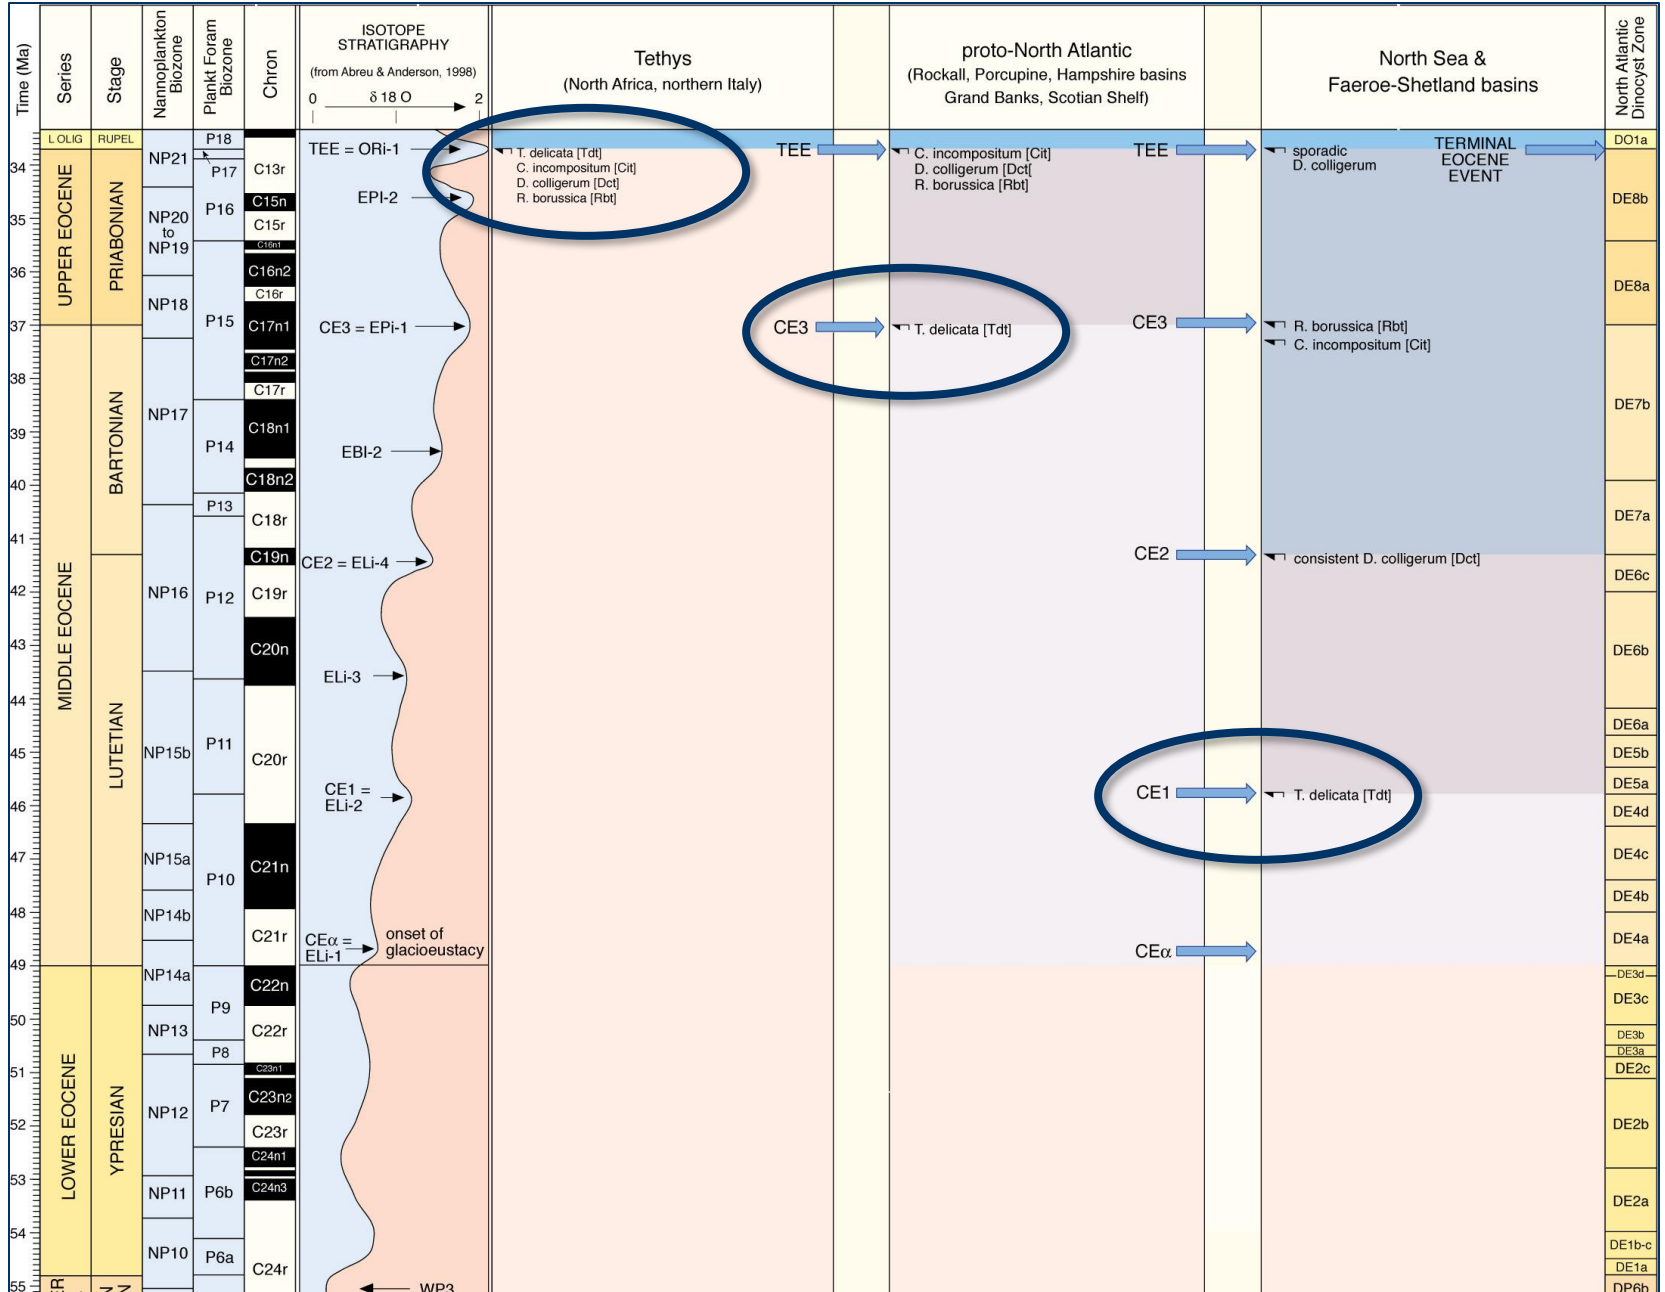 Time (Ma)
Series
Stage
Nannoplankton
Biozone
Plankt Foram
Biozone
Chron
ISOTOPE
STRATIGRAPHY
(from Abreu & Anderson, 1998)
0 δ 18 O 2
Tethys
(North Africa, northern Italy)
proto-North Atlantic
(Rockall, Porcupine, Hampshire basins
Grand Banks, Scotian Shelf)
North Sea &
Faeroe-Shetland basins
North Atlantic
Dinocyst Zone
34
35
36
37
38
39
40
41
42
43
44
45
46
47
48
49
50
51
52
53
54
55
L OLIG
UPPER EOCENE
MIDDLE EOCENE
LOWER EOCENE
RUPEL
PRIABONIAN
BARTONIAN
LUTETIAN
YPRESIAN
NP21
NP20
to
NP19
NP18
NP17
NP16
NP15b
NP15a
NP14b
NP14a
NP13
NP12
NP11
NP10
P18
P17
P16
P15
P14
P13
P12
P11
P10
P9
P8
P7
P6b
P6a
C13r
C15n
C15r
C16n1
C16n2
C16r
C17n1
C17n2
C17r
C18n1
C18n2
C18r
C19n
C19r
C20n
C20r
C21n
C21r
C22n
C22r
C23n1
C23n2
C23r
C24n1
C24n3
C24r
TEE = ORi-1
EPI-2
CE3 = EPi-1
EBI-2
CE2 = ELi-4
ELi-3
CE1 =
ELi-2
CEα =
ELi-1
onset of
glacioeustacy
WP3
T. delicata [Tdt]
C. incompositum [Cit]
D. colligerum [Dct]
R. borussica [Rbt]
TEE
CE3
C. incompositum [Cit]
D. colligerum [Dct[
R. borussica [Rbt]
T. delicata [Tdt]
TEE
CE3
CE2
CE1
CEα
sporadic
D. colligerum
TERMINAL
EOCENE
EVENT
R. borussica [Rbt]
C. incompositum [Cit]
consistent D. colligerum [Dct]
T. delicata [Tdt]
DO1a
DE8b
DE8a
DE7b
DE7a
DE6c
DE6b
DE6a
DE5b
DE5a
DE4d
DE4c
DE4b
DE4a
DE3d
DE3c
DE3b
DE3a
DE2c
DE2b
DE2a
DE1b-c
DE1a
DP6b